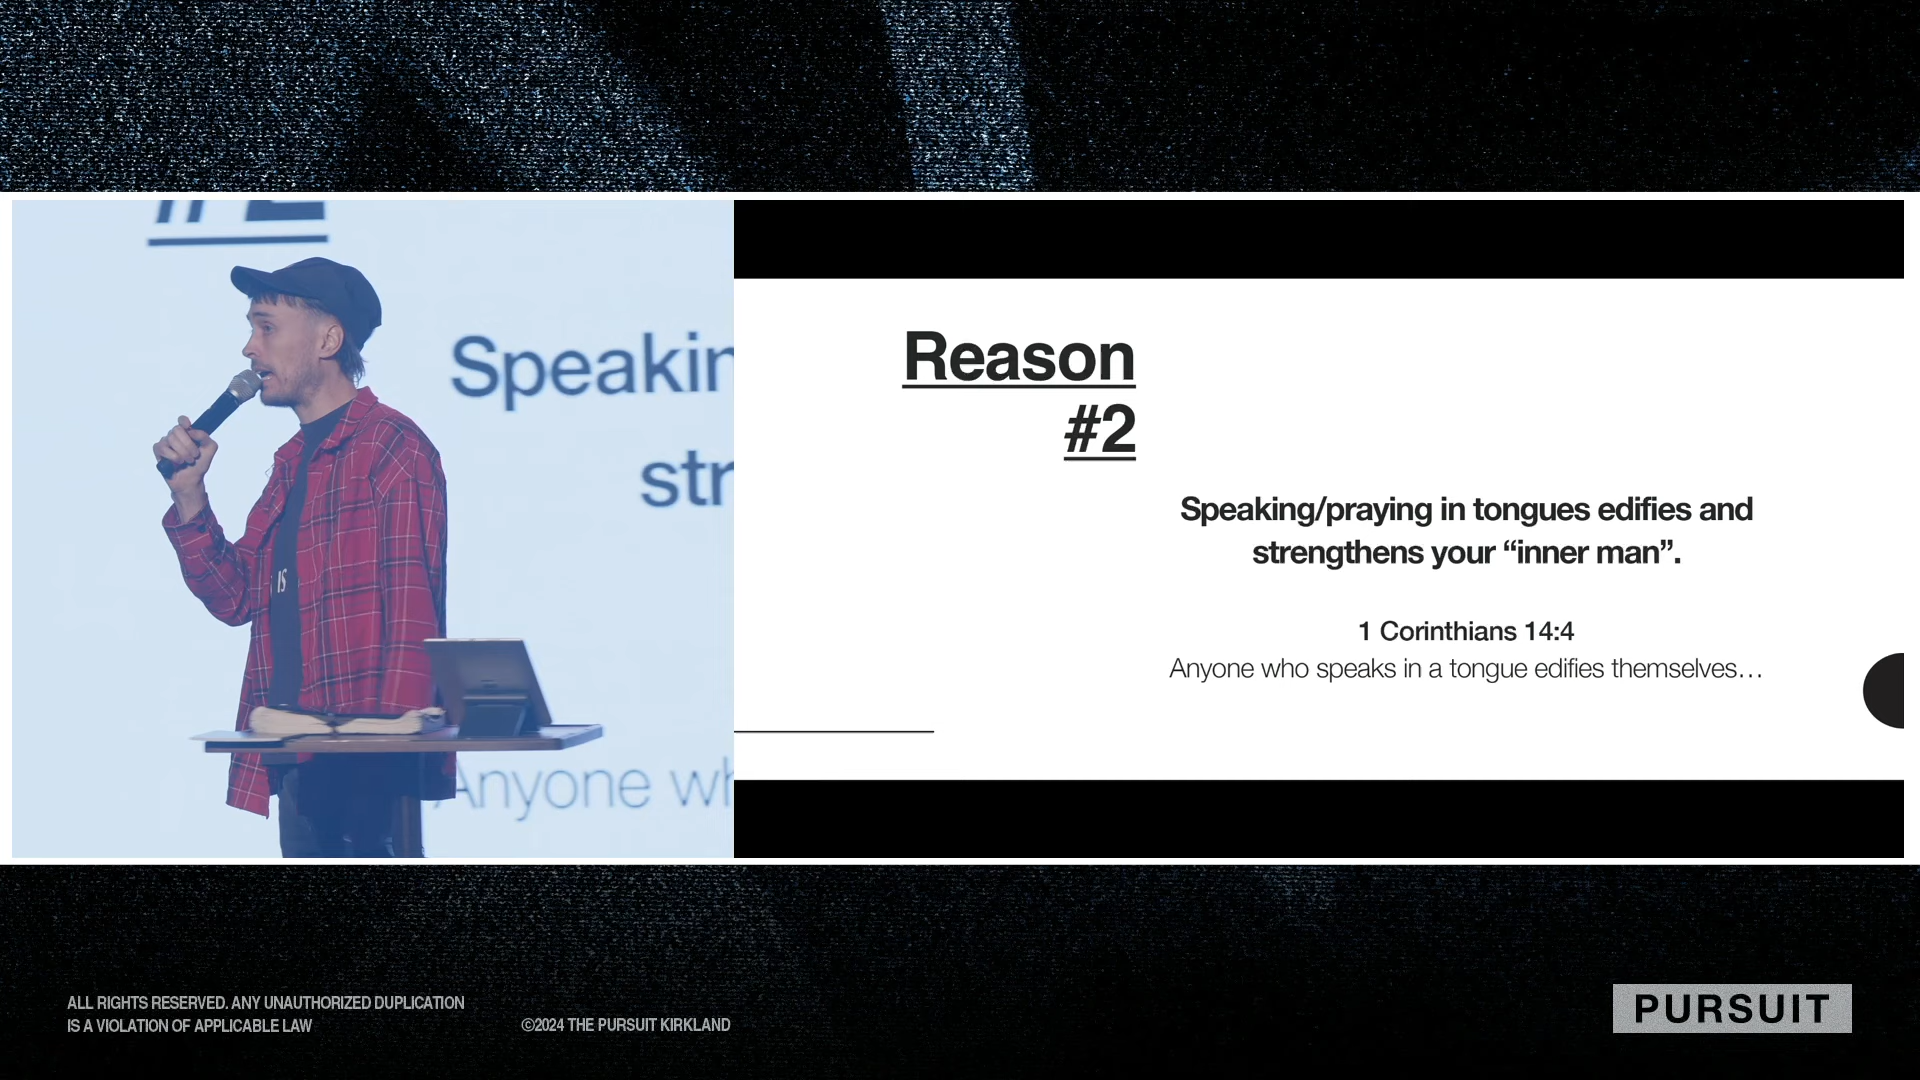 #2
Speakin
str
IS
Anyone wh
Reason
#2
Speaking/praying in tongues edifies and
strengthens your “inner man”.
1 Corinthians 14:4
Anyone who speaks in a tongue edifies themselves…
ALL RIGHTS RESERVED. ANY UNAUTHORIZED DUPLICATION
IS A VIOLATION OF APPLICABLE LAW
©2024 THE PURSUIT KIRKLAND
PURSUIT